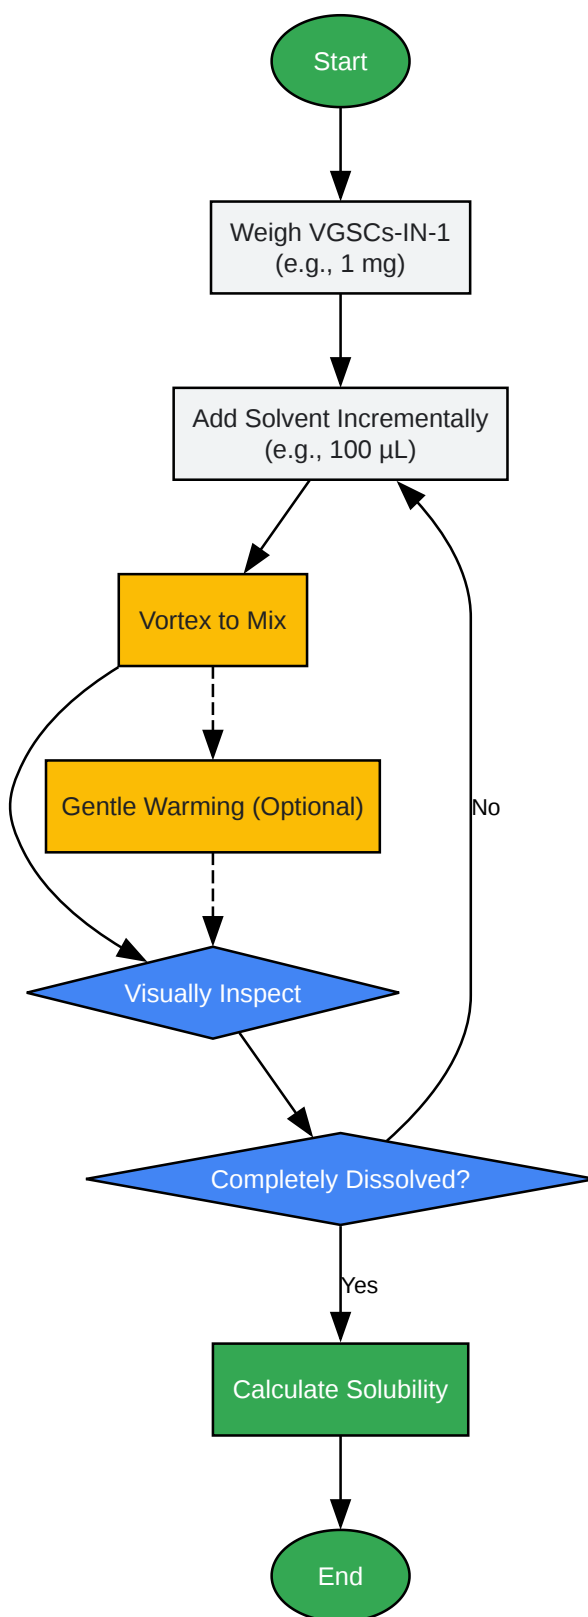 Start
Weigh VGSCs-IN-1
(e.g., 1 mg)
Add Solvent Incrementally
(e.g., 100 µL)
Vortex to Mix
Gentle Warming (Optional)
No
Visually Inspect
Completely Dissolved?
Yes
Calculate Solubility
End